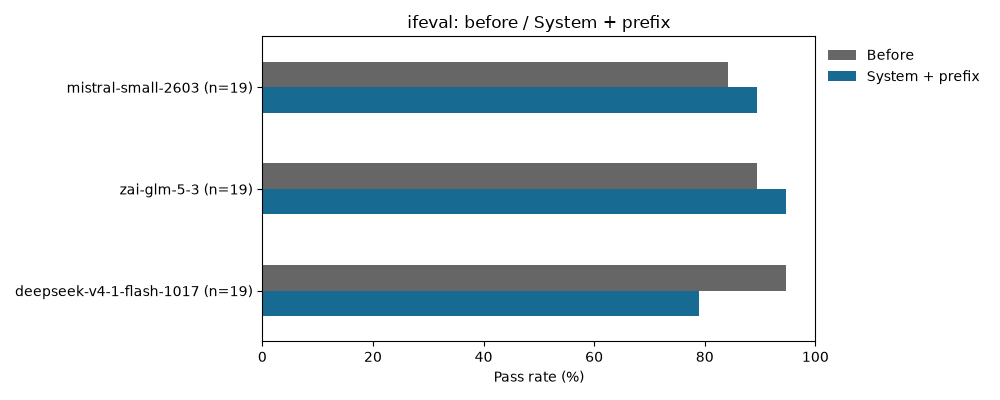 ifeval: before / System + prefix
Before
System + prefix
mistral-small-2603 (n=19)
zai-glm-5-3 (n=19)
deepseek-v4-1-flash-1017 (n=19)
0 20 40 60 80 100
Pass rate (%)